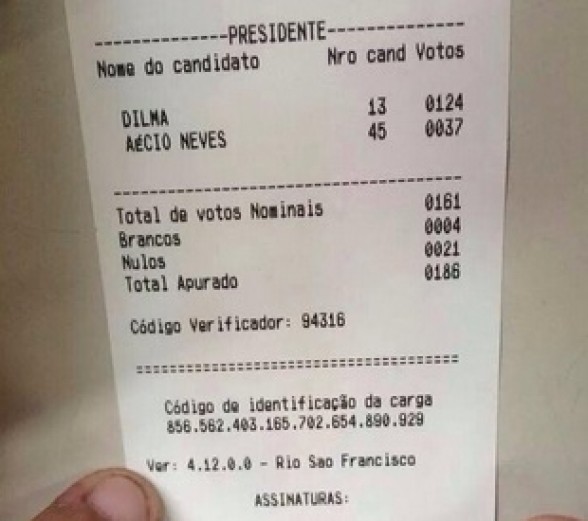 --------------PRESIDENTE--------------
Nome do candidato Nro cand Votos
DILMA 13 0124
AéCIO NEVES 45 0037
--------------------------------------
Total de votos Nominais 0161
Brancos 0004
Nulos 0021
Total Apurado 0186
Código Verificador: 94316
======================================
Código de identificação da carga
856.562.403.165.702.654.890.929
Ver: 4.12.0.0 - Rio Sao Francisco
ASSINATURAS: